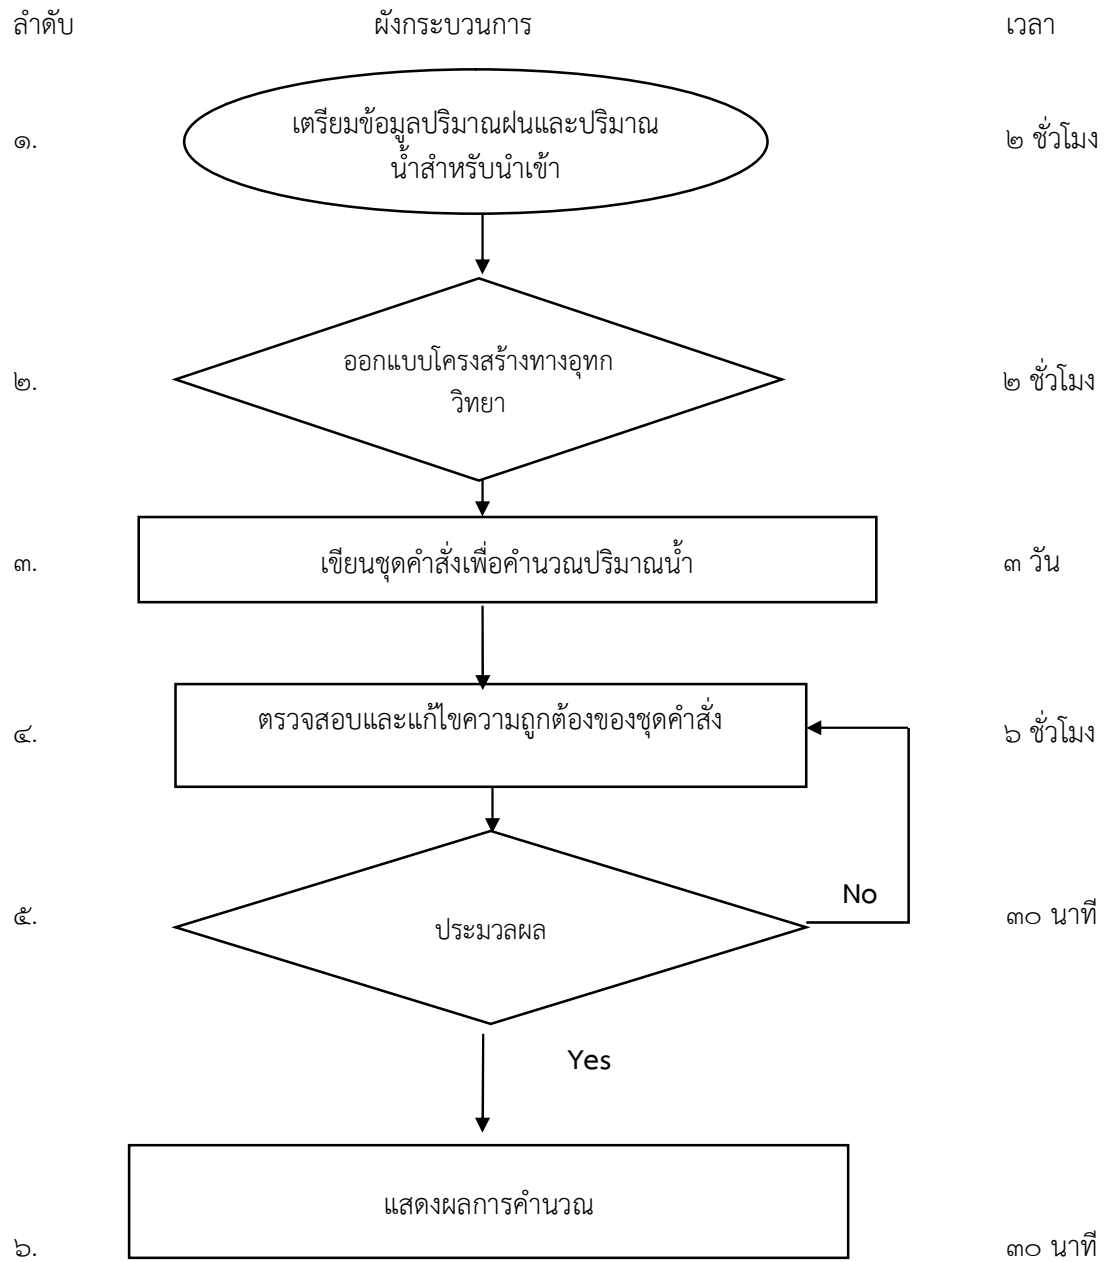 ลำดับ ผังกระบวนการ เวลา
๑. เตรียมข้อมูลปริมาณฝนและปริมาณ ๒ ชั่วโมง
น้ำสำหรับนำเข้า
๒. ออกแบบโครงสร้างทางอุทก ๒ ชั่วโมง
วิทยา
๓. เขียนชุดคำสั่งเพื่อคำนวณปริมาณน้ำ ๓ วัน
๔. ตรวจสอบและแก้ไขความถูกต้องของชุดคำสั่ง ๖ ชั่วโมง
No
๕. ประมวลผล ๓๐ นาที
Yes
แสดงผลการคำนวณ
๖. ๓๐ นาที